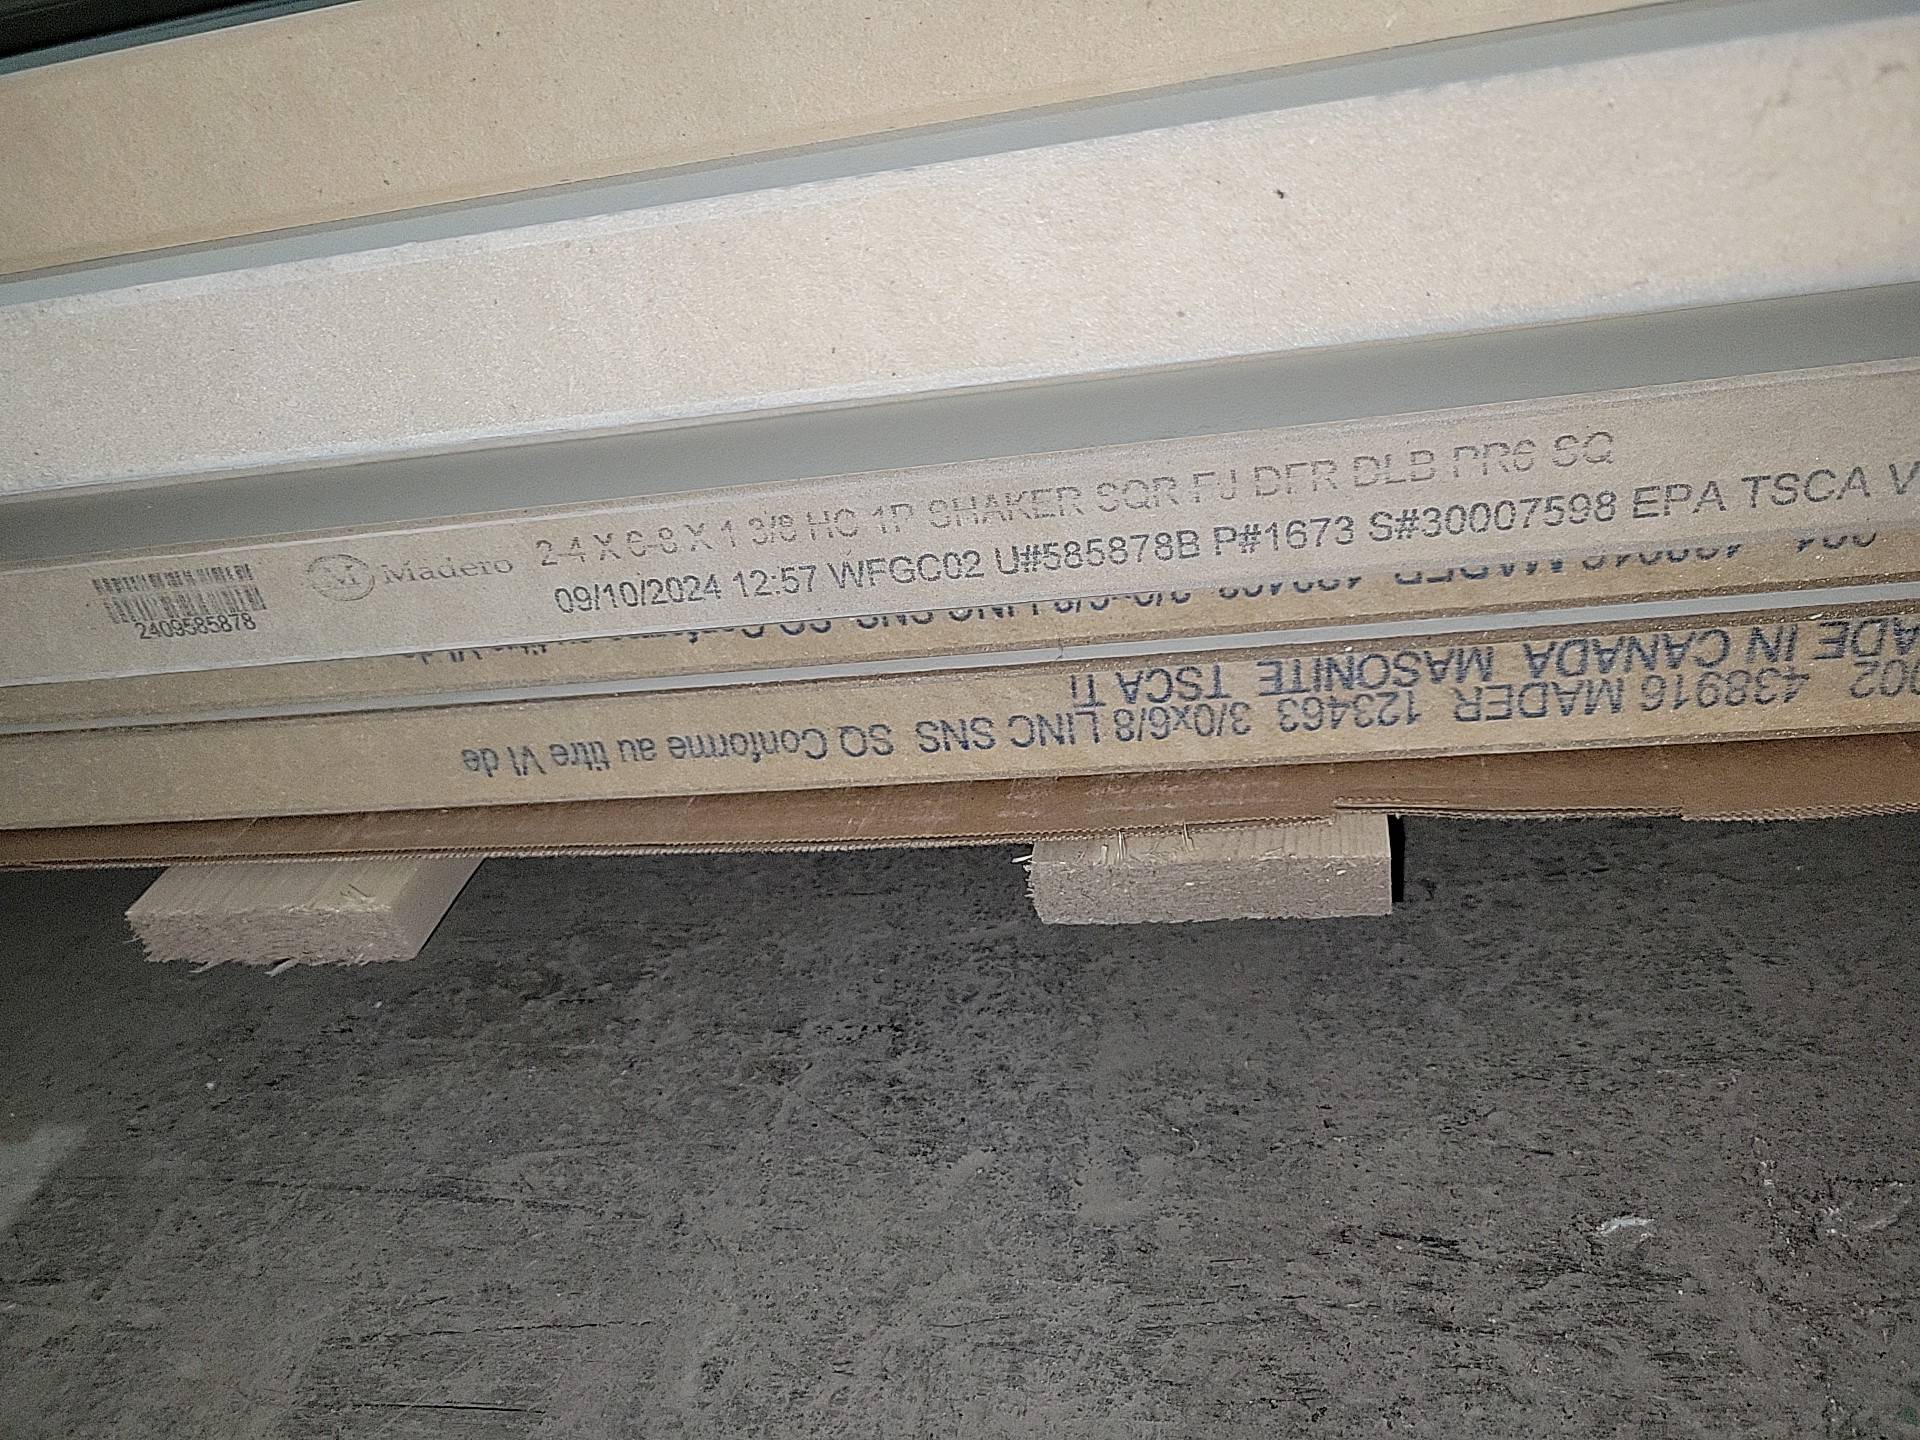 Madero 2-4 X 6-8 X 1 3/8 HC 1P SHAKER SQR FJ DFR DLB PR6 SQ
09/10/2024 12:57 WFGC02 U#585878B P#1673 S#30007598 EPA TSCA V
2409585878
438916 MADER 123463 3/0x6/8 LINC SNS SQ Conforme au titre VI de
ADE IN CANADA MASONITE TSCA Ti